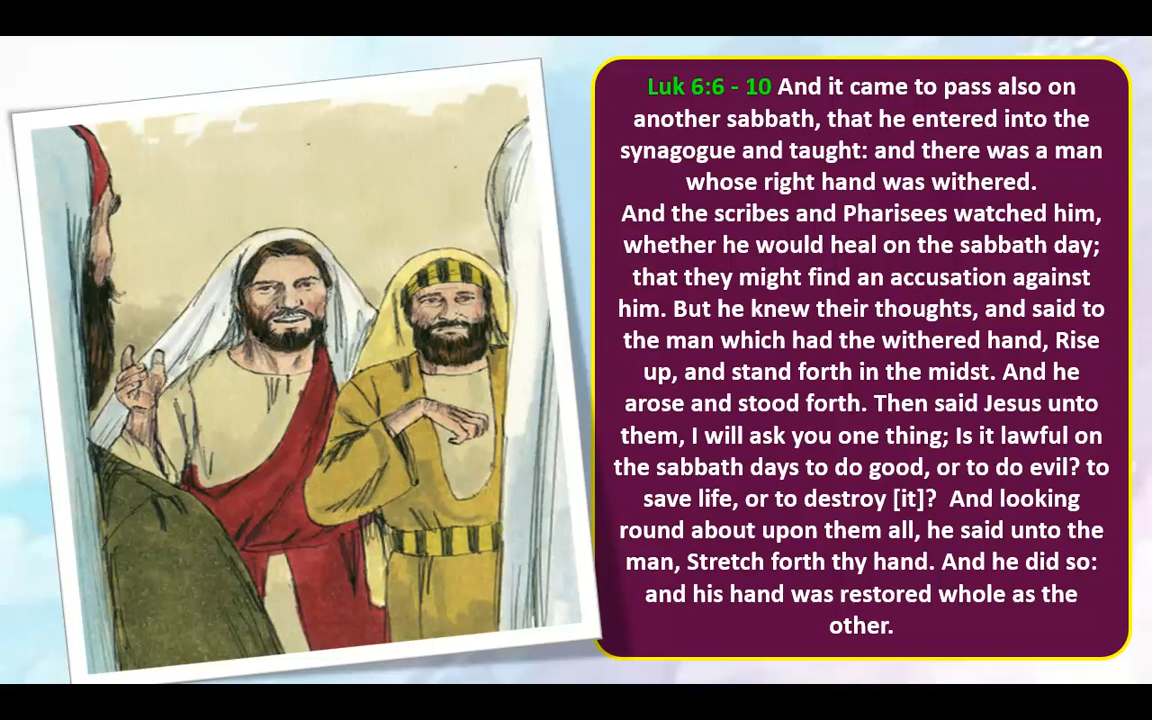 Luk 6:6 - 10 And it came to pass also on
another sabbath, that he entered into the
synagogue and taught: and there was a man
whose right hand was withered.
And the scribes and Pharisees watched him,
whether he would heal on the sabbath day;
that they might find an accusation against
him. But he knew their thoughts, and said to
the man which had the withered hand, Rise
up, and stand forth in the midst. And he
arose and stood forth. Then said Jesus unto
them, I will ask you one thing; Is it lawful on
the sabbath days to do good, or to do evil? to
save life, or to destroy [it]?  And looking
round about upon them all, he said unto the
man, Stretch forth thy hand. And he did so:
and his hand was restored whole as the
other.